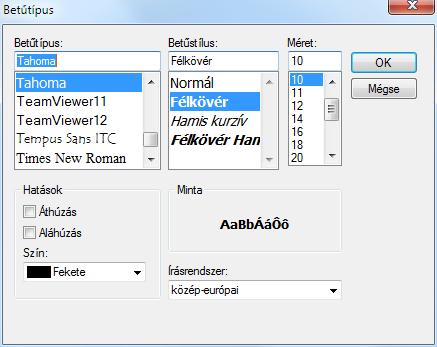 Betűtípus
Betűtípus:
Betűstílus:
Méret:
Tahoma
Félkövér
10
OK
Mégse
Tahoma
TeamViewer11
TeamViewer12
Tempus Sans ITC
Times New Roman
Normál
Félkövér
Hamis kurzív
Félkövér Ham
10
11
12
14
16
18
20
Hatások
Áthúzás
Aláhúzás
Szín:
Fekete
Minta
AaBbÁáÔô
Írásrendszer:
közép-európai